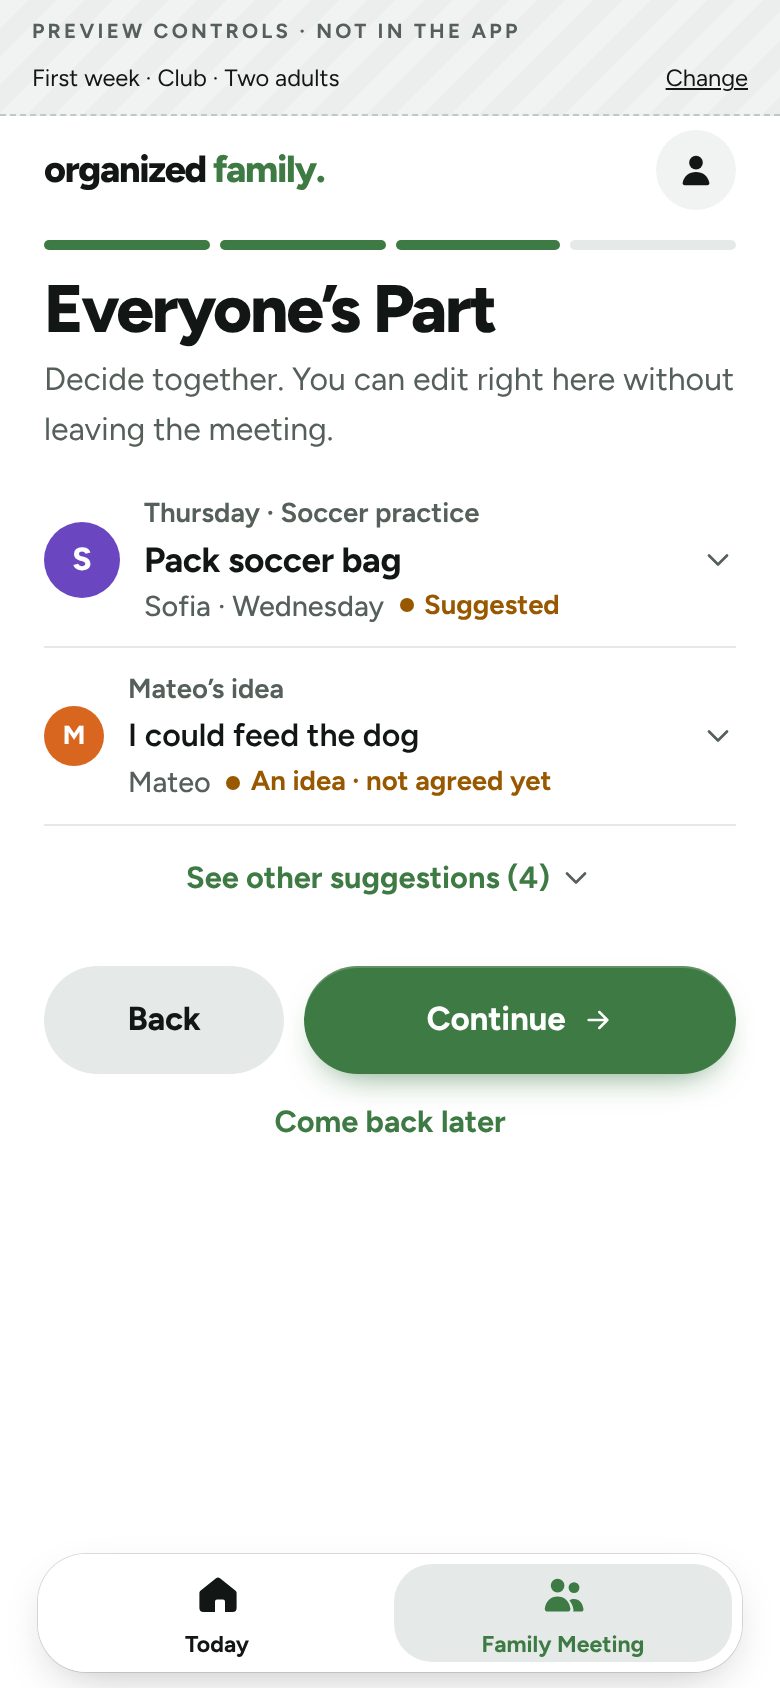 PREVIEW CONTROLS · NOT IN THE APP
First week · Club · Two adults
Change
organized family.
Everyone’s Part
Decide together. You can edit right here without
leaving the meeting.
Thursday · Soccer practice
S
Pack soccer bag
Sofia · Wednesday
Suggested
Mateo’s idea
M
I could feed the dog
Mateo
An idea · not agreed yet
See other suggestions (4)
Back
Continue →
Come back later
Today
Family Meeting